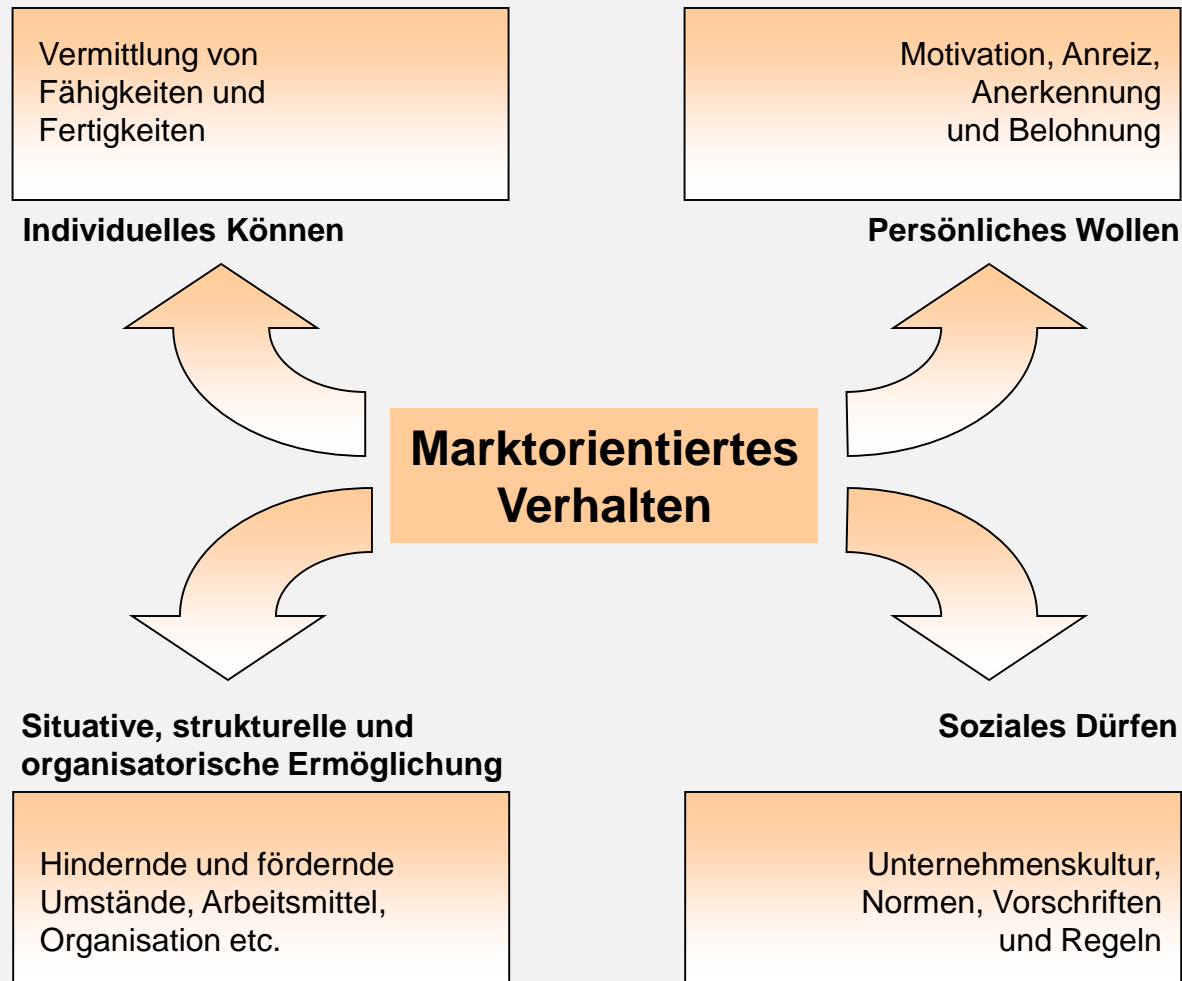 Vermittlung von
Fähigkeiten und
Fertigkeiten
Motivation, Anreiz,
Anerkennung
und Belohnung
Individuelles Können
Persönliches Wollen
Marktorientiertes
Verhalten
Situative, strukturelle und
organisatorische Ermöglichung
Soziales Dürfen
Hindernde und fördernde
Umstände, Arbeitsmittel,
Organisation etc.
Unternehmenskultur,
Normen, Vorschriften
und Regeln